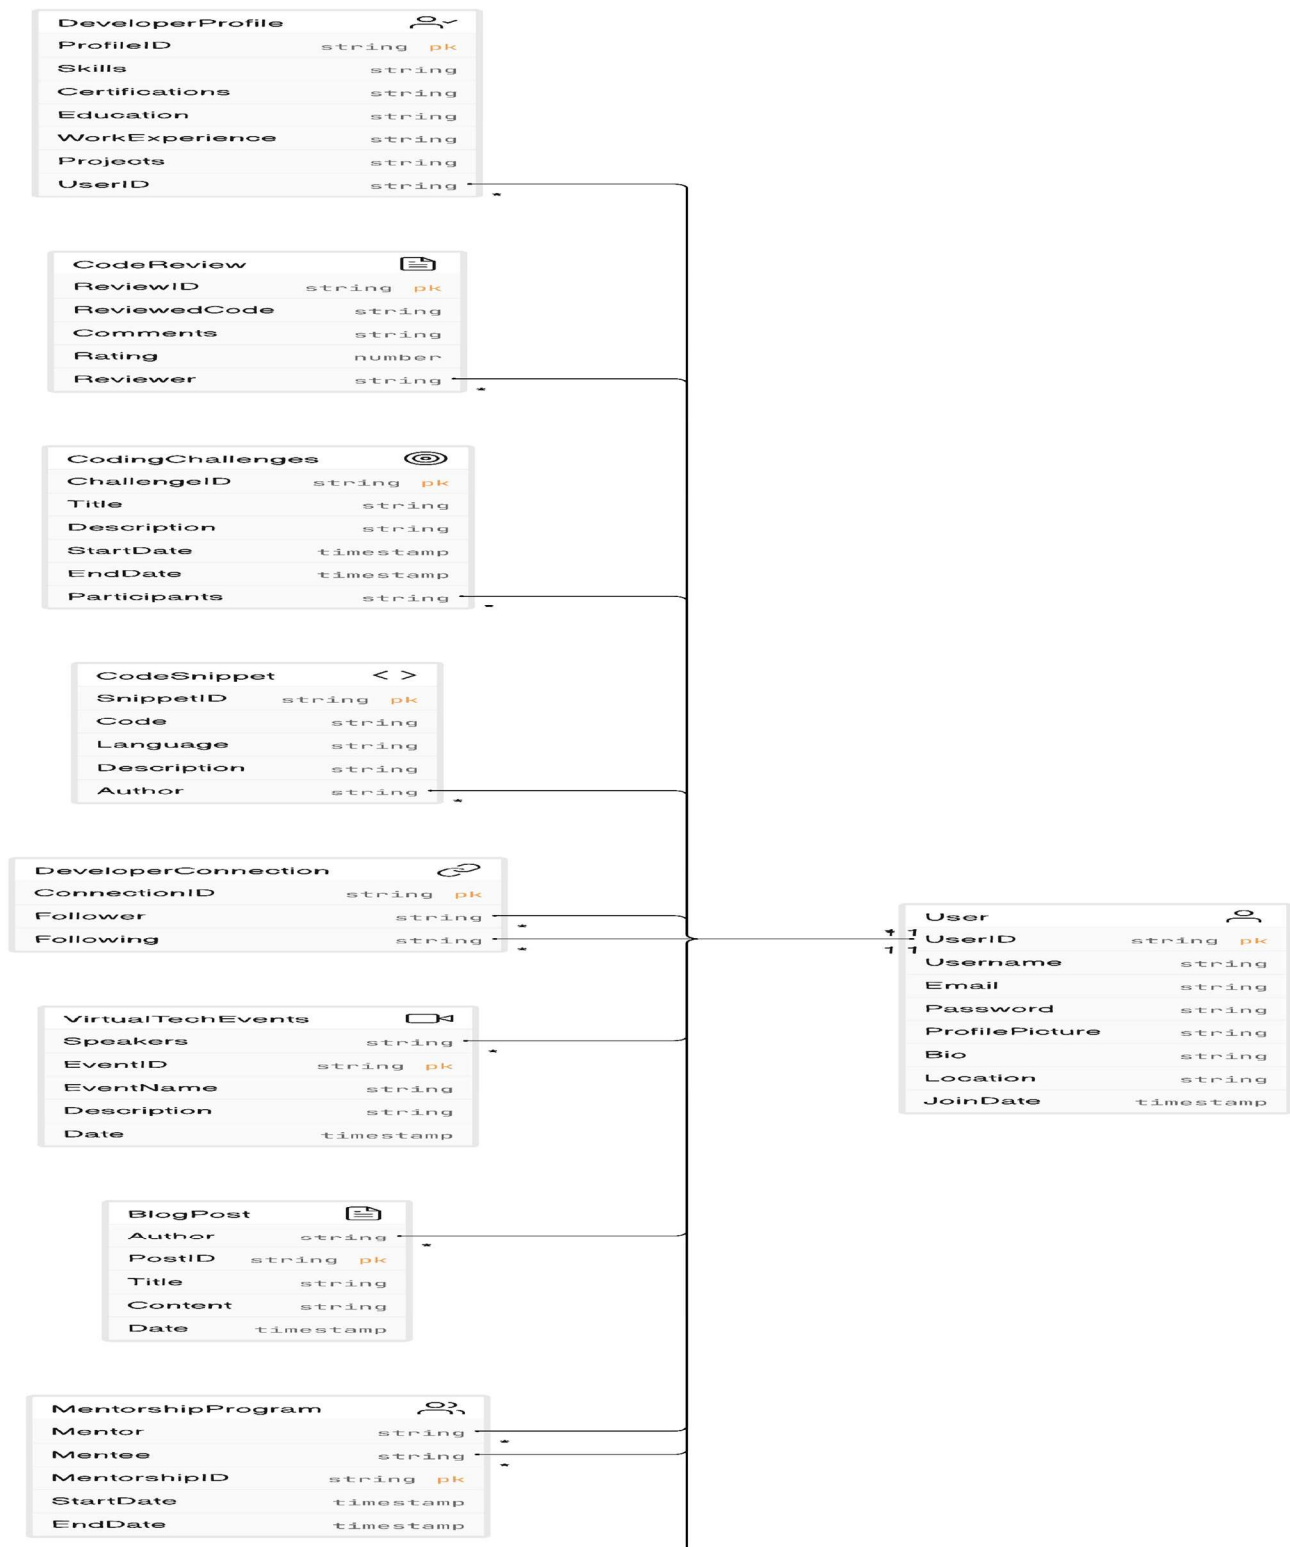 DeveloperProfile
ProfileID string pk
Skills string
Certifications string
Education string
WorkExperience string
Projects string
UserID string
*
CodeReview
ReviewID string pk
ReviewedCode string
Comments string
Rating number
Reviewer string
*
CodingChallenges
ChallengeID string pk
Title string
Description string
StartDate timestamp
EndDate timestamp
Participants string
*
CodeSnippet < >
SnippetID string pk
Code string
Language string
Description string
Author string
*
DeveloperConnection
ConnectionID string pk
Follower string
*
Following string
*
User
UserID string pk
Username string
Email string
Password string
ProfilePicture string
Bio string
Location string
JoinDate timestamp
1 1
1 1
VirtualTechEvents
Speakers string
*
EventID string pk
EventName string
Description string
Date timestamp
BlogPost
Author string
*
PostID string pk
Title string
Content string
Date timestamp
MentorshipProgram
Mentor string
*
Mentee string
*
MentorshipID string pk
StartDate timestamp
EndDate timestamp